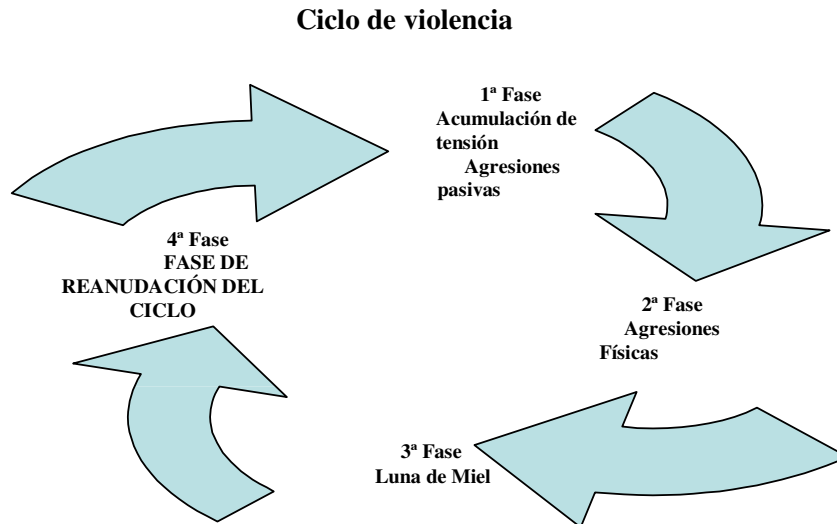 Ciclo de violencia
1ª Fase
Acumulación de
tensión
Agresiones
pasivas
2ª Fase
Agresiones
Físicas
3ª Fase
Luna de Miel
4ª Fase
FASE DE
REANUDACIÓN DEL
CICLO